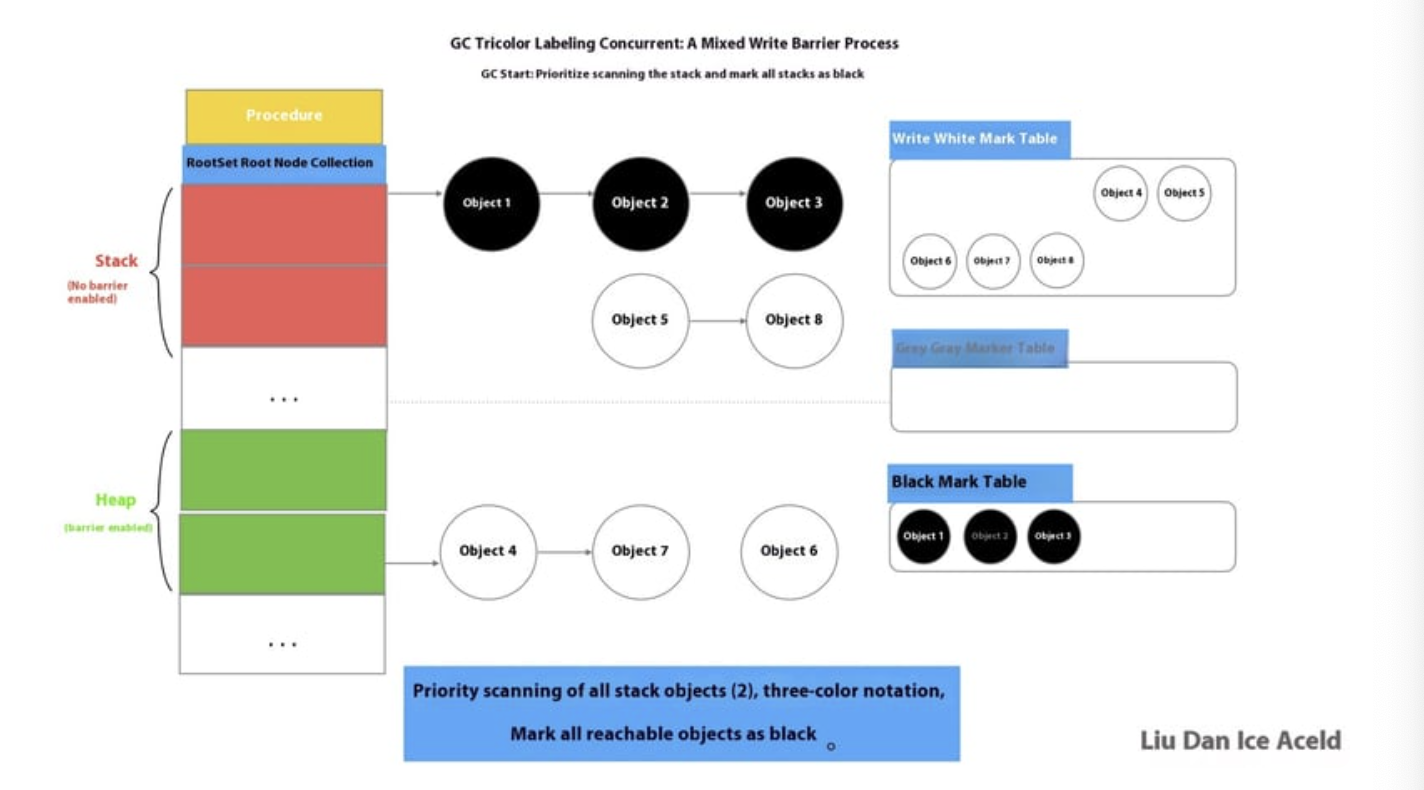 GC Tricolor Labeling Concurrent: A Mixed Write Barrier Process
GC Start: Prioritize scanning the stack and mark all stacks as black
Procedure
RootSet Root Node Collection
Stack
(No barrier
enabled)
. . .
Heap
(barrier enabled)
. . .
Object 1
Object 2
Object 3
Object 5
Object 8
Object 4
Object 7
Object 6
Write White Mark Table
Object 4
Object 5
Object 6
Object 7
Object 8
Grey Gray Marker Table
Black Mark Table
Object 1
Object 2
Object 3
Priority scanning of all stack objects (2), three-color notation,
Mark all reachable objects as black 。
Liu Dan Ice Aceld